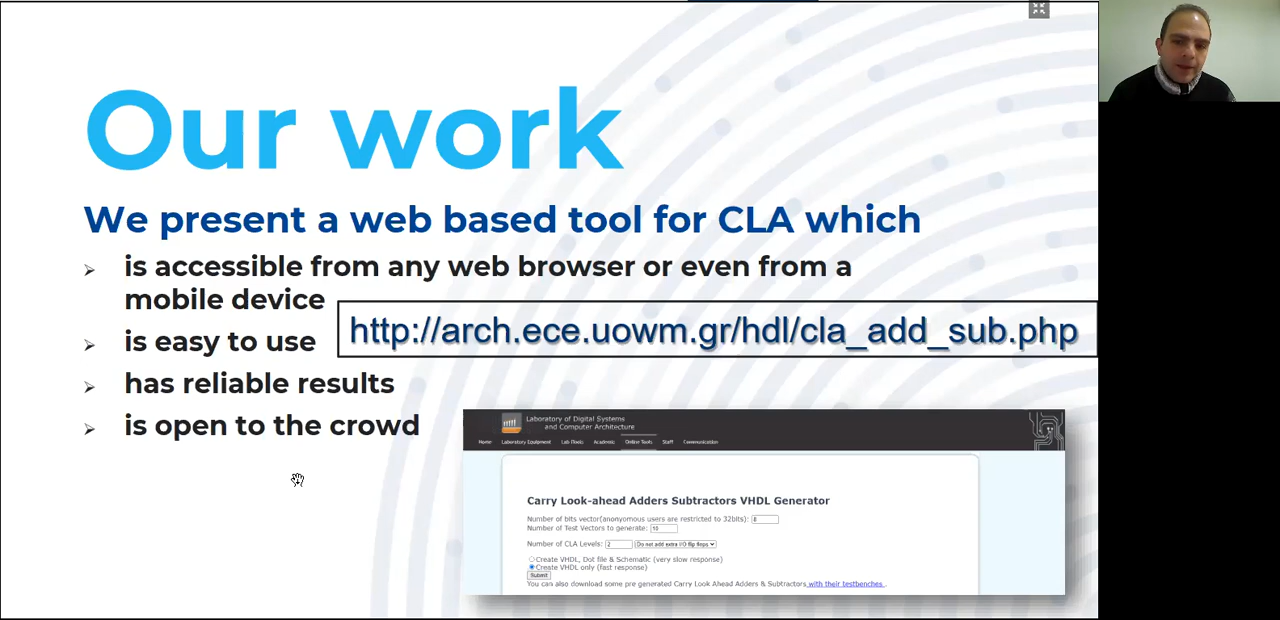 Our work
We present a web based tool for CLA which
is accessible from any web browser or even from a
mobile device
http://arch.ece.uowm.gr/hdl/cla_add_sub.php
is easy to use
has reliable results
is open to the crowd
Laboratory of Digital Systems
and Computer Architecture
Home Laboratory Equipment Lab Tools Academic Online Tools Staff Communication
Carry Look-ahead Adders Subtractors VHDL Generator
Number of bits vector(anonyomous users are restricted to 32bits): 8
Number of Test Vectors to generate: 10
Number of CLA Levels: 2 Do not add extra I/O flip flops
Create VHDL, Dot file & Schematic (very slow response)
Create VHDL only (fast response)
Submit
You can also download some pre generated Carry Look Ahead Adders & Subtractors with their testbenches .